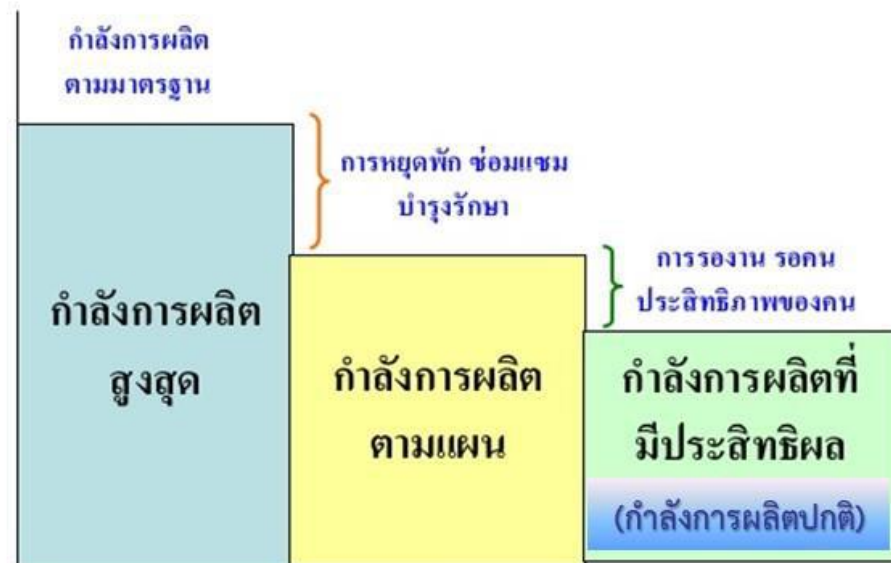 กำลังการผลิต
ตามมาตรฐาน
การหยุดพัก ซ่อมแซม
บำรุงรักษา
การรองาน รอคน
ประสิทธิภาพของคน
กำลังการผลิต
สูงสุด
กำลังการผลิต
ตามแผน
กำลังการผลิตที่
มีประสิทธิผล
(กำลังการผลิตปกติ)